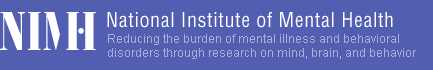 NIMH National Institute of Mental Health
Reducing the burden of mental illness and behavioral
disorders through research on mind, brain, and behavior